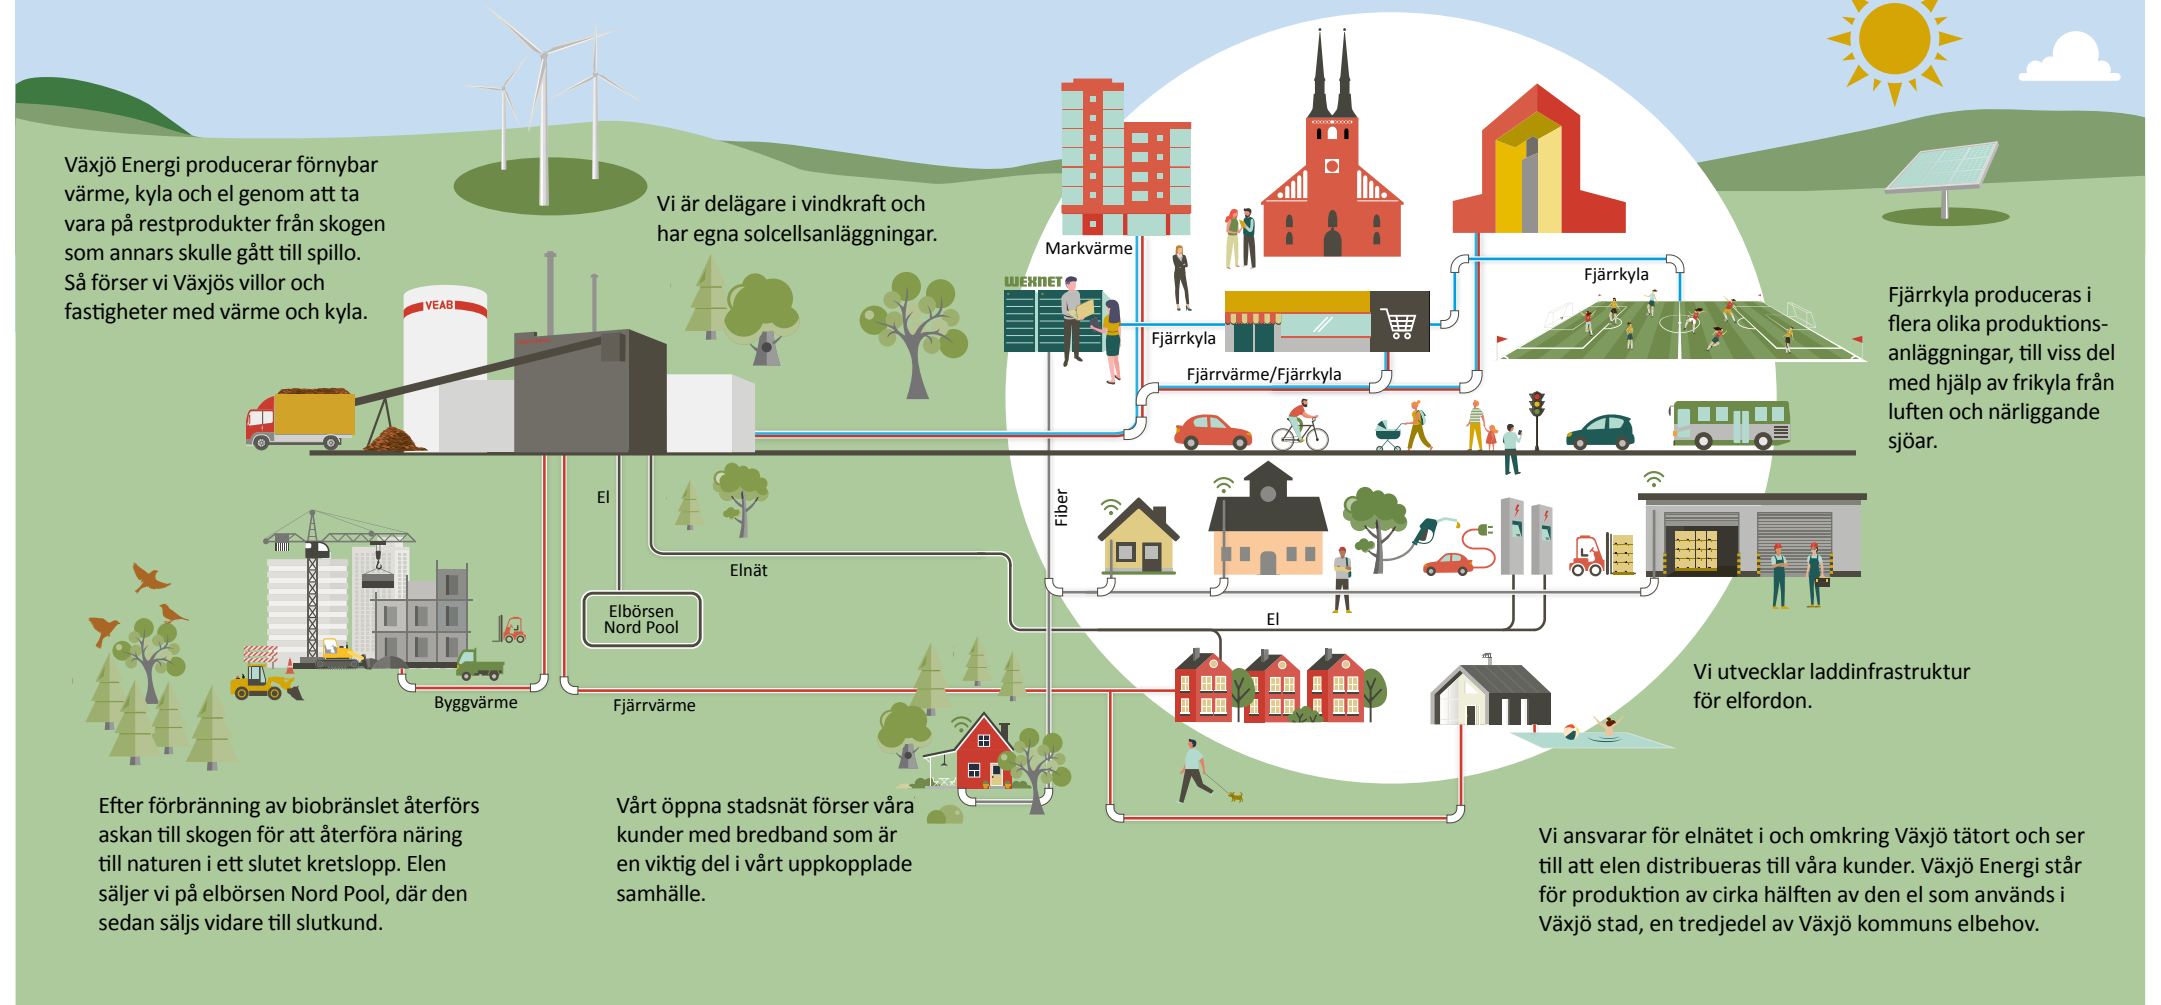 Växjö Energi producerar förnybar
värme, kyla och el genom att ta
vara på restprodukter från skogen
som annars skulle gått till spillo.
Så förser vi Växjös villor och
fastigheter med värme och kyla.
Vi är delägare i vindkraft och
har egna solcellsanläggningar.
VEAB
Markvärme
WEXNET
Fjärrkyla
Fjärrkyla
Fjärrvärme/Fjärrkyla
Fjärrkyla produceras i
flera olika produktions-
anläggningar, till viss del
med hjälp av frikyla från
luften och närliggande
sjöar.
El
Fiber
Elnät
Elbörsen
Nord Pool
El
Byggvärme
Fjärrvärme
Vi utvecklar laddinfrastruktur
för elfordon.
Efter förbränning av biobränslet återförs
askan till skogen för att återföra näring
till naturen i ett slutet kretslopp. Elen
säljer vi på elbörsen Nord Pool, där den
sedan säljs vidare till slutkund.
Vårt öppna stadsnät förser våra
kunder med bredband som är
en viktig del i vårt uppkopplade
samhälle.
Vi ansvarar för elnätet i och omkring Växjö tätort och ser
till att elen distribueras till våra kunder. Växjö Energi står
för produktion av cirka hälften av den el som används i
Växjö stad, en tredjedel av Växjö kommuns elbehov.